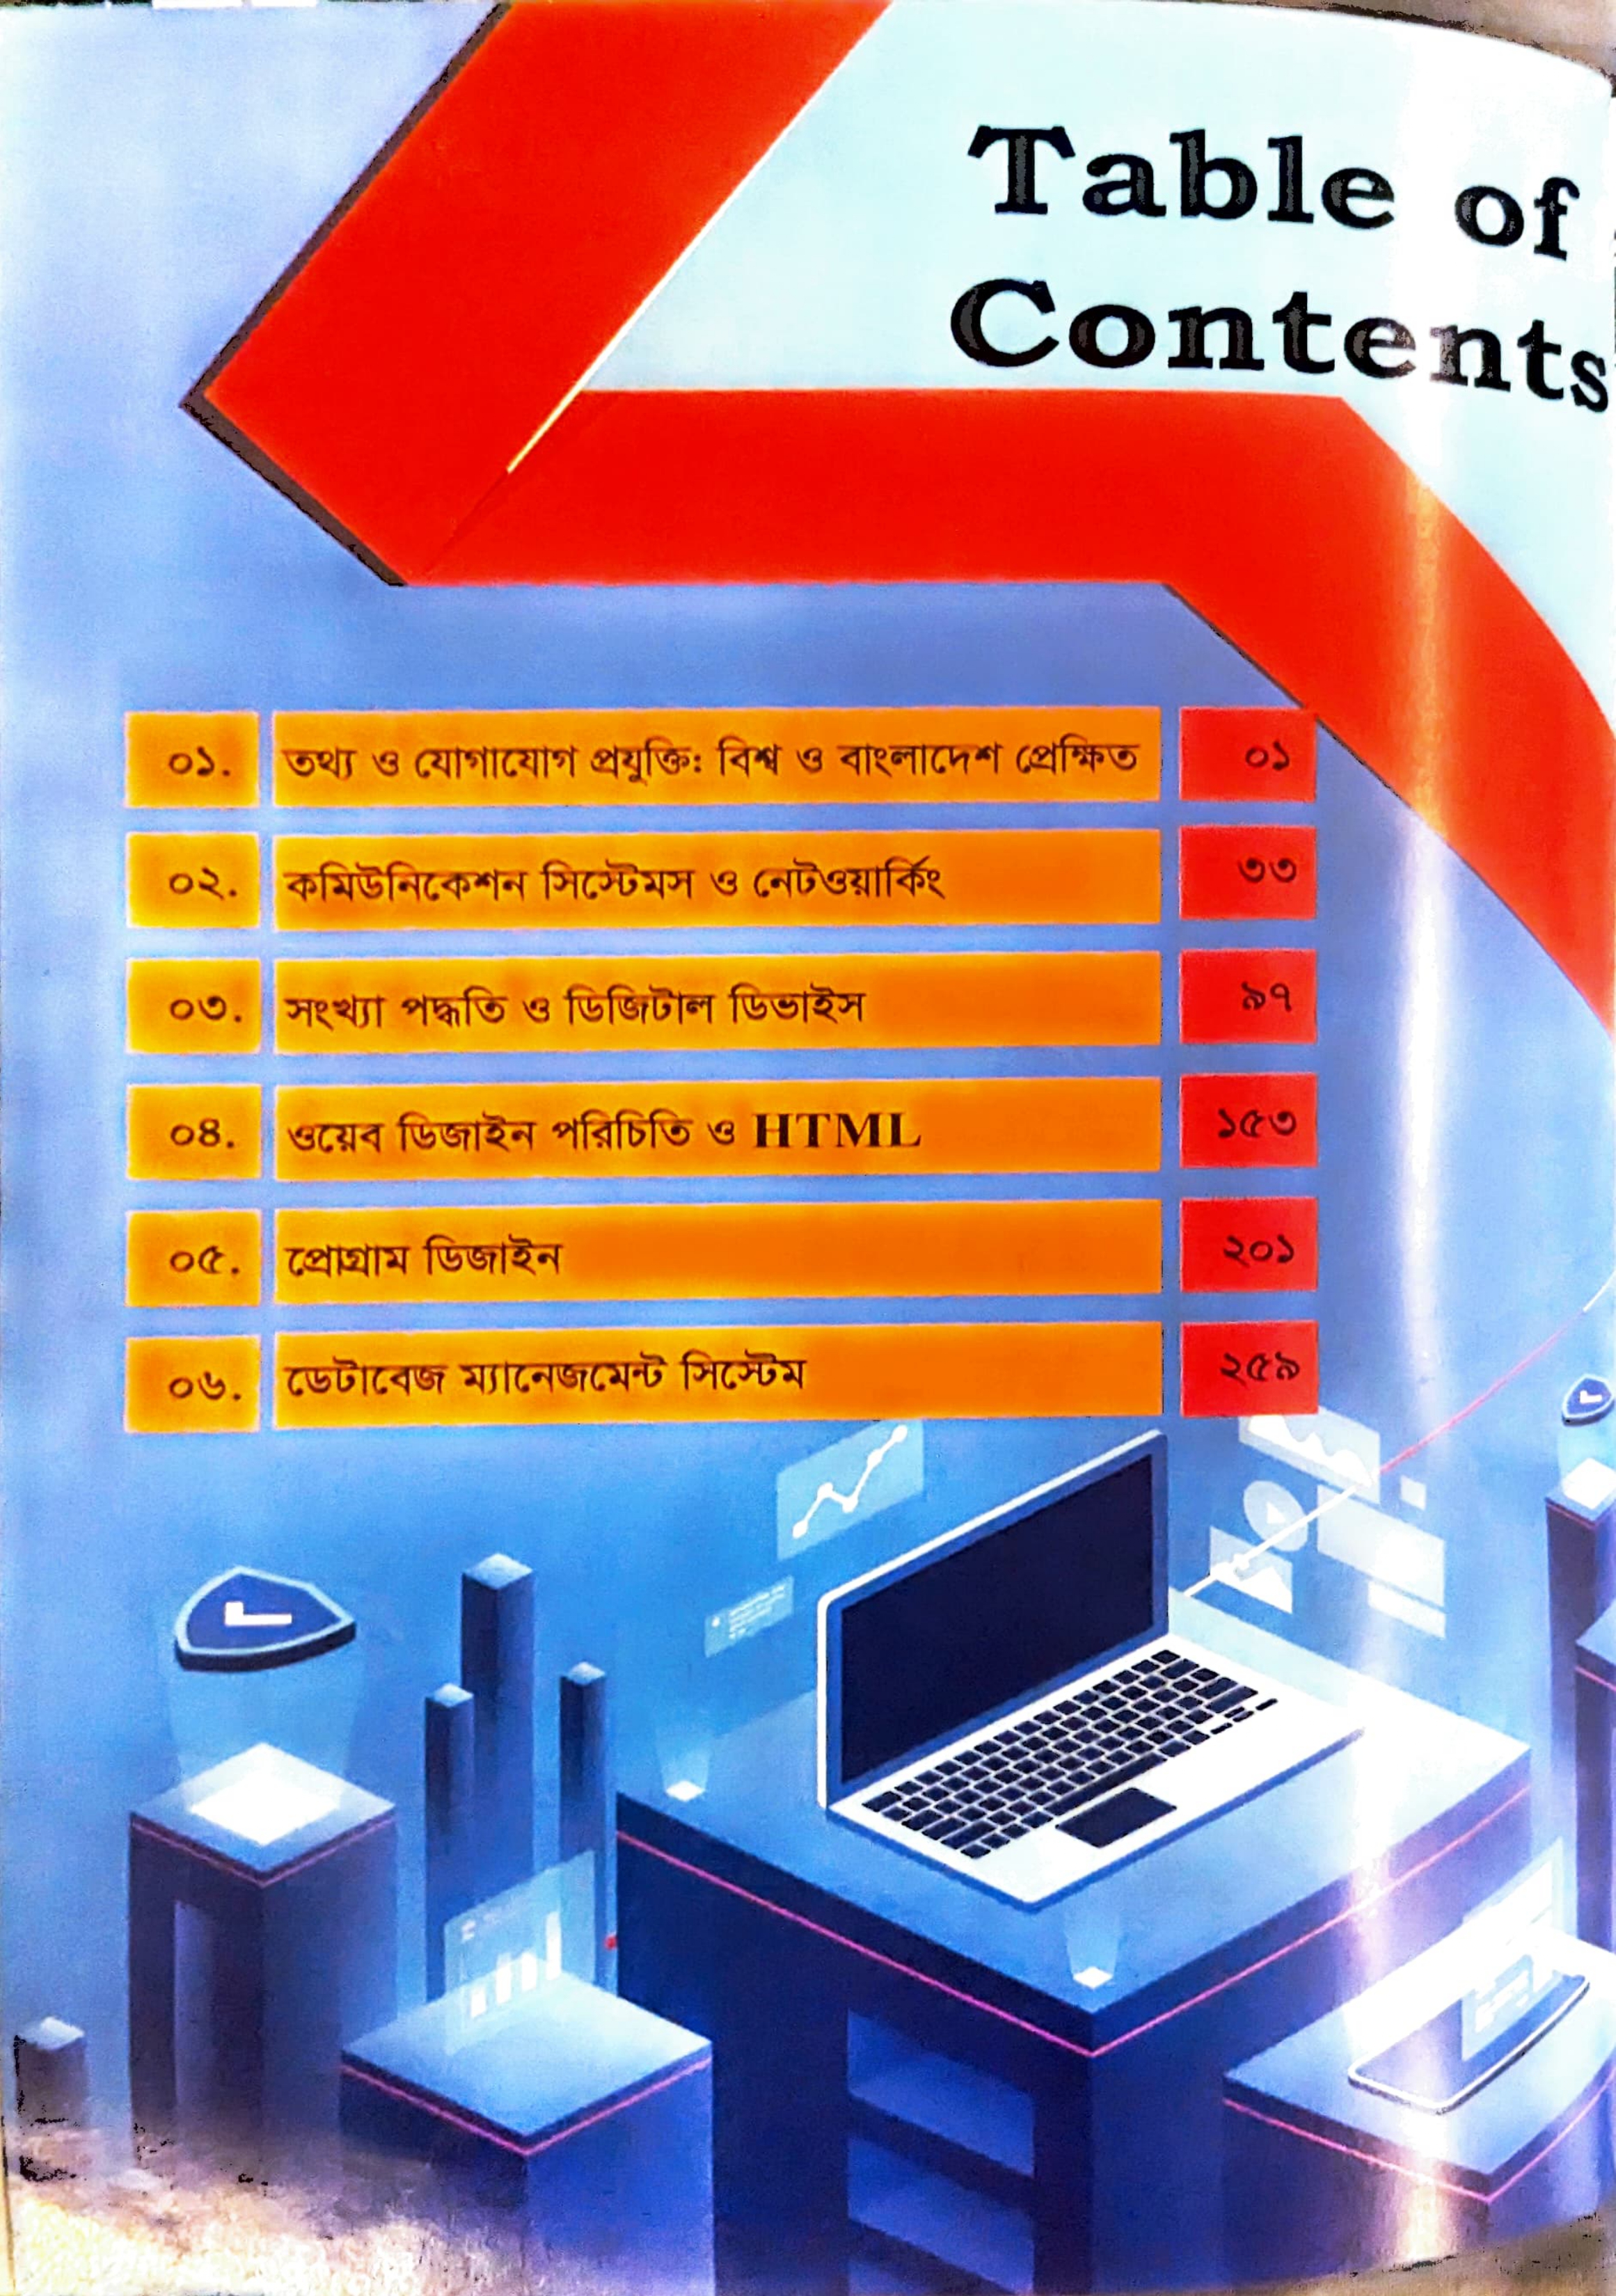 Table of
Contents
০১. তথ্য ও যোগাযোগ প্রযুক্তি: বিশ্ব ও বাংলাদেশ প্রেক্ষিত ০১
০২. কমিউনিকেশন সিস্টেমস ও নেটওয়ার্কিং ৩৩
০৩. সংখ্যা পদ্ধতি ও ডিজিটাল ডিভাইস ৯৭
০৪. ওয়েব ডিজাইন পরিচিতি ও HTML ১৫৩
০৫. প্রোগ্রাম ডিজাইন ২০১
০৬. ডেটাবেজ ম্যানেজমেন্ট সিস্টেম ২৫৯